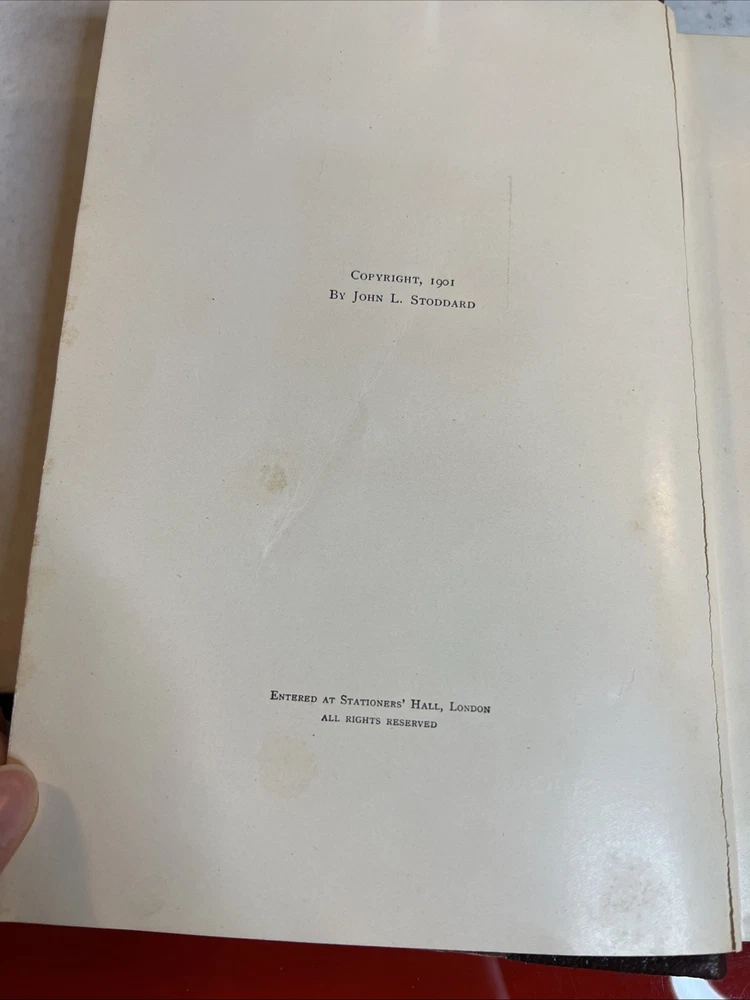 Copyright, 1901
By John L. Stoddard
Entered at Stationers' Hall, London
ALL RIGHTS RESERVED